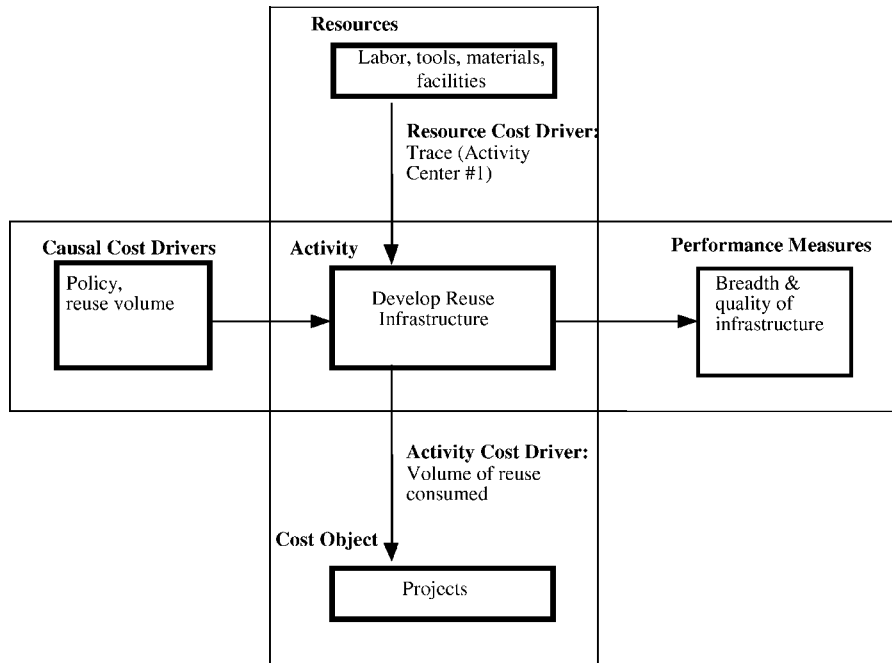 Resources
Labor, tools, materials,
facilities
Resource Cost Driver:
Trace (Activity
Center #1)
Causal Cost Drivers
Policy,
reuse volume
Activity
Develop Reuse
Infrastructure
Performance Measures
Breadth &
quality of
infrastructure
Activity Cost Driver:
Volume of reuse
consumed
Cost Object
Projects